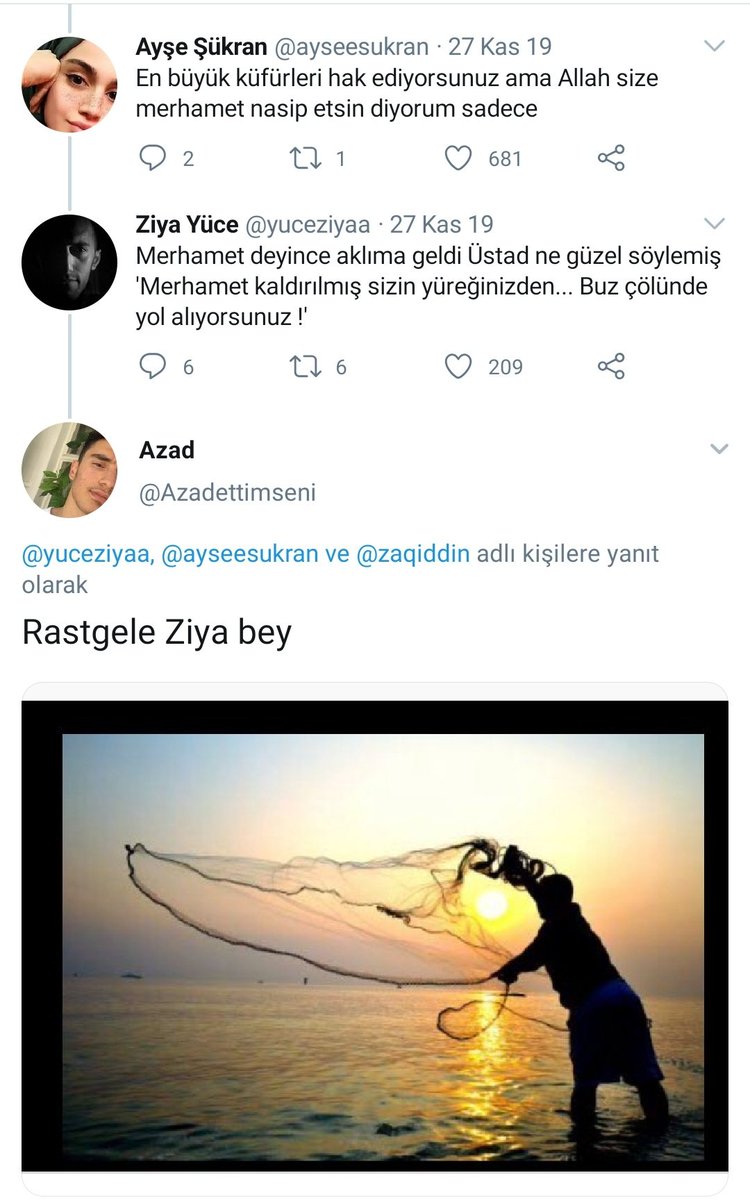 Ayşe Şükran @ayseesukran · 27 Kas 19
En büyük küfürleri hak ediyorsunuz ama Allah size
merhamet nasip etsin diyorum sadece
2 1 681
Ziya Yüce @yuceziyaa · 27 Kas 19
Merhamet deyince aklıma geldi Üstad ne güzel söylemiş
'Merhamet kaldırılmış sizin yüreğinizden... Buz çölünde
yol alıyorsunuz !'
6 6 209
Azad
@Azadettimseni
@yuceziyaa, @ayseesukran ve @zaqiddin adlı kişilere yanıt
olarak
Rastgele Ziya bey